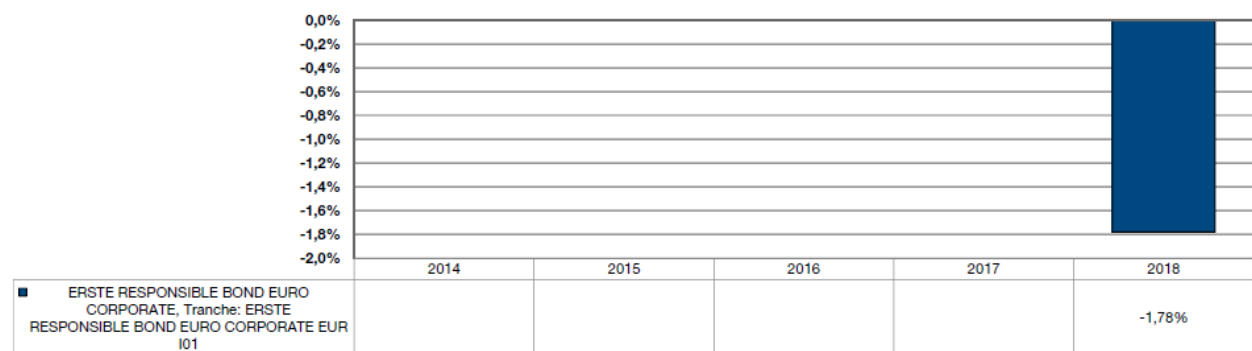 0,0%
-0,2%
-0,4%
-0,6%
-0,8%
-1,0%
-1,2%
-1,4%
-1,6%
-1,8%
-2,0%
2014 2015 2016 2017 2018
ERSTE RESPONSIBLE BOND EURO
CORPORATE, Tranche: ERSTE
RESPONSIBLE BOND EURO CORPORATE EUR
I01
-1,78%